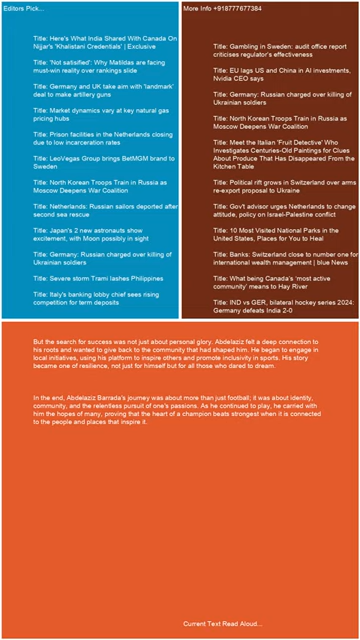 Editors Pick...
Title: Here's What India Shared With Canada On
Nijjar's 'Khalistani Credentials' | Exclusive
Title: 'Not satisified': Why Matildas are facing
must-win reality over rankings slide
Title: Germany and UK take aim with 'landmark'
deal to make artillery guns
Title: Market dynamics vary at key natural gas
pricing hubs
Title: Prison facilities in the Netherlands closing
due to low incarceration rates
Title: LeoVegas Group brings BetMGM brand to
Sweden
Title: North Korean Troops Train in Russia as
Moscow Deepens War Coalition
Title: Netherlands: Russian sailors deported after
second sea rescue
Title: Japan's 2 new astronauts show
excitement, with Moon possibly in sight
Title: Germany: Russian charged over killing of
Ukrainian soldiers
Title: Severe storm Trami lashes Philippines
Title: Italy's banking lobby chief sees rising
competition for term deposits
More Info +918777677384
Title: Gambling in Sweden: audit office report
criticises regulator's effectiveness
Title: EU lags US and China in AI investments,
Nvidia CEO says
Title: Germany: Russian charged over killing of
Ukrainian soldiers
Title: North Korean Troops Train in Russia as
Moscow Deepens War Coalition
Title: Meet the Italian 'Fruit Detective' Who
Investigates Centuries-Old Paintings for Clues
About Produce That Has Disappeared From the
Kitchen Table
Title: Political rift grows in Switzerland over arms
re-export proposal to Ukraine
Title: Gov't advisor urges Netherlands to change
attitude, policy on Israel-Palestine conflict
Title: 10 Most Visited National Parks in the
United States, Places for You to Heal
Title: Banks: Switzerland close to number one for
international wealth management | blue News
Title: What being Canada's 'most active
community' means to Hay River
Title: IND vs GER, bilateral hockey series 2024:
Germany defeats India 2-0
But the search for success was not just about personal glory. Abdelaziz felt a deep connection to
his roots and wanted to give back to the community that had shaped him. He began to engage in
local initiatives, using his platform to inspire others and promote inclusivity in sports. His story
became one of resilience, not just for himself but for all those who dared to dream.
In the end, Abdelaziz Barrada's journey was about more than just football; it was about identity,
community, and the relentless pursuit of one's passions. As he continued to play, he carried with
him the hopes of many, proving that the heart of a champion beats strongest when it is connected
to the people and places that inspire it.
Current Text Read Aloud...